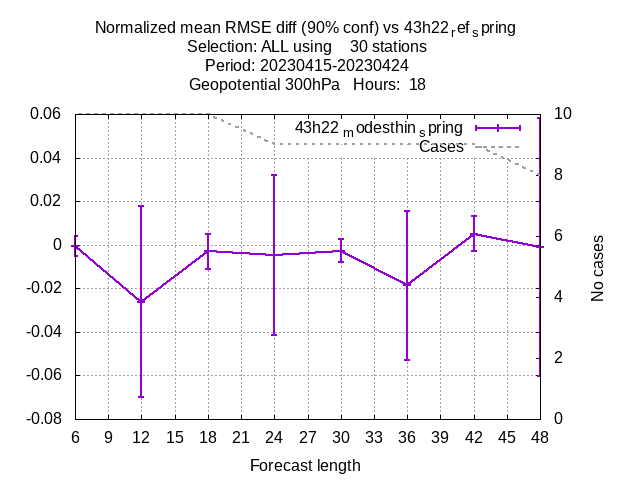 Normalized mean RMSE diff (90% conf) vs 43h22ᵣefₛpring
Selection: ALL using    30 stations
Period: 20230415-20230424
Geopotential 300hPa   Hours:  18
43h22ₘodesthinₛpring
Cases
0.06
0.04
0.02
0
-0.02
-0.04
-0.06
-0.08
10
8
6
4
2
0
No cases
6 9 12 15 18 21 24 27 30 33 36 39 42 45 48
Forecast length